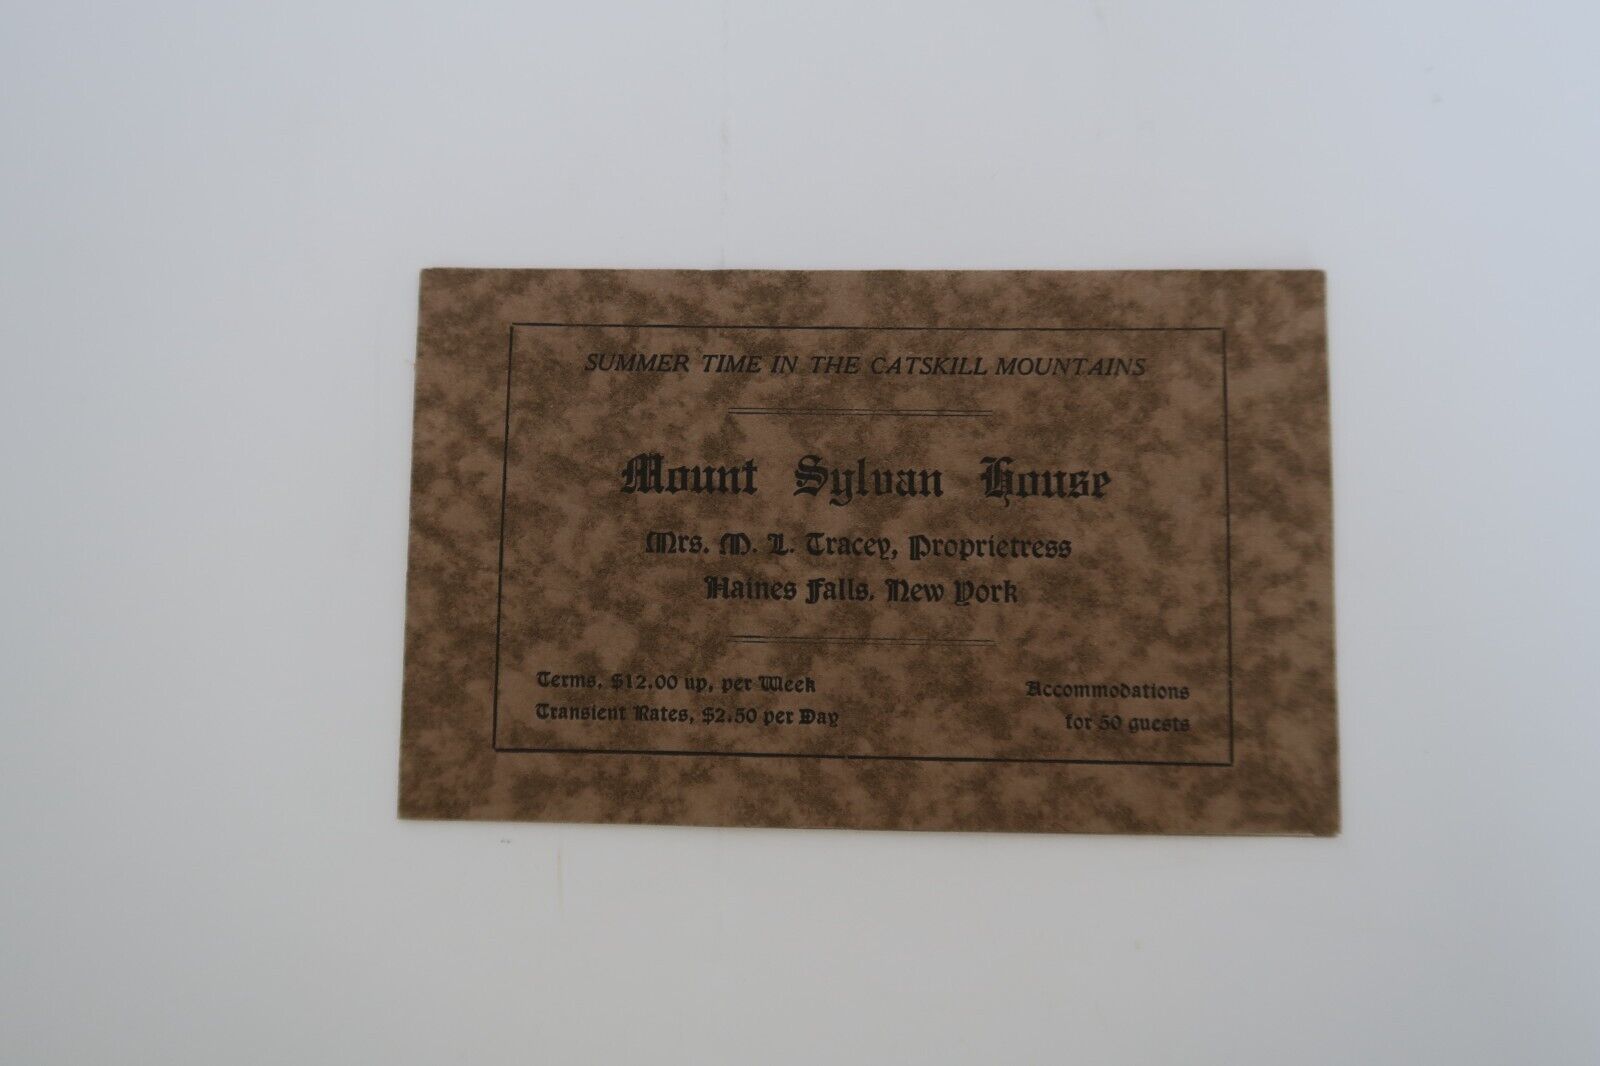 SUMMER TIME IN THE CATSKILL MOUNTAINS
Mount Sylvan House
Mrs. M. L. Tracey, Proprietress
Haines Falls, New York
Terms, $12.00 up, per Week
Transient Rates, $2.50 per Day
Accommodations
for 50 guests